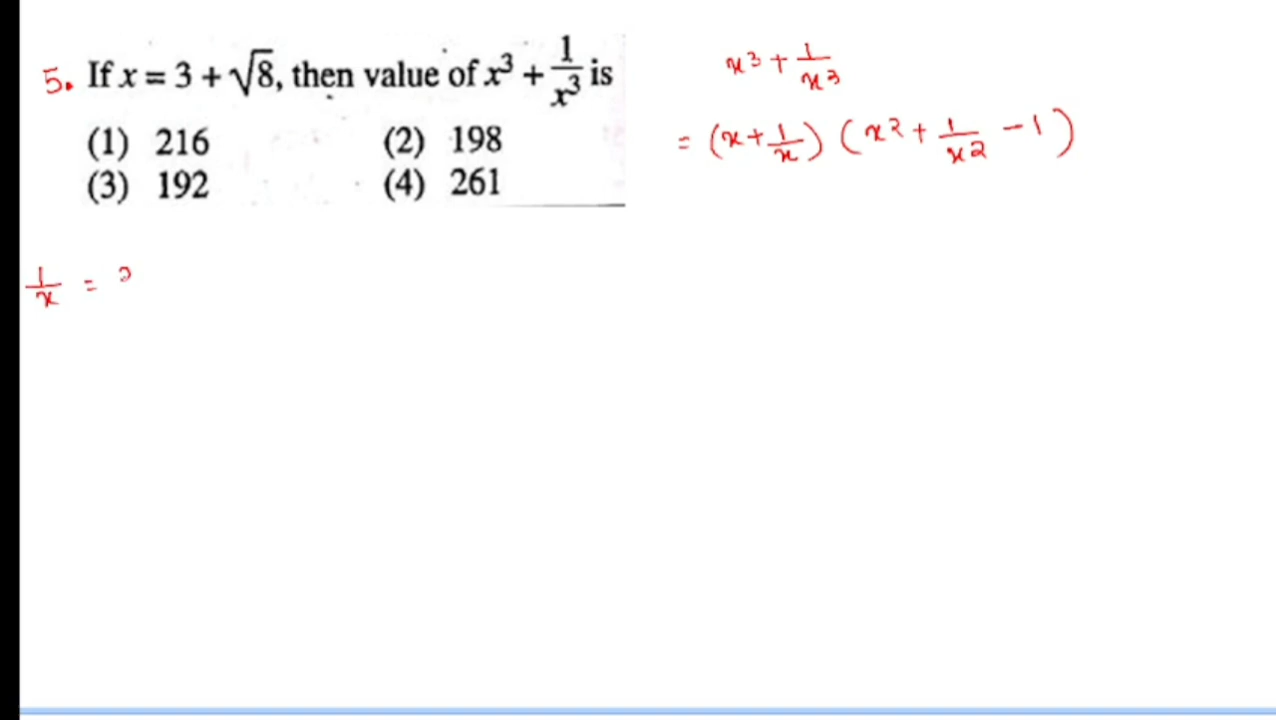 5. If x = 3 + √8, then value of x³ + 1/x³ is
(1) 216 (2) 198
(3) 192 (4) 261
x³ + 1/x³
= (x + 1/x) (x² + 1/x² - 1)
1/x = 3